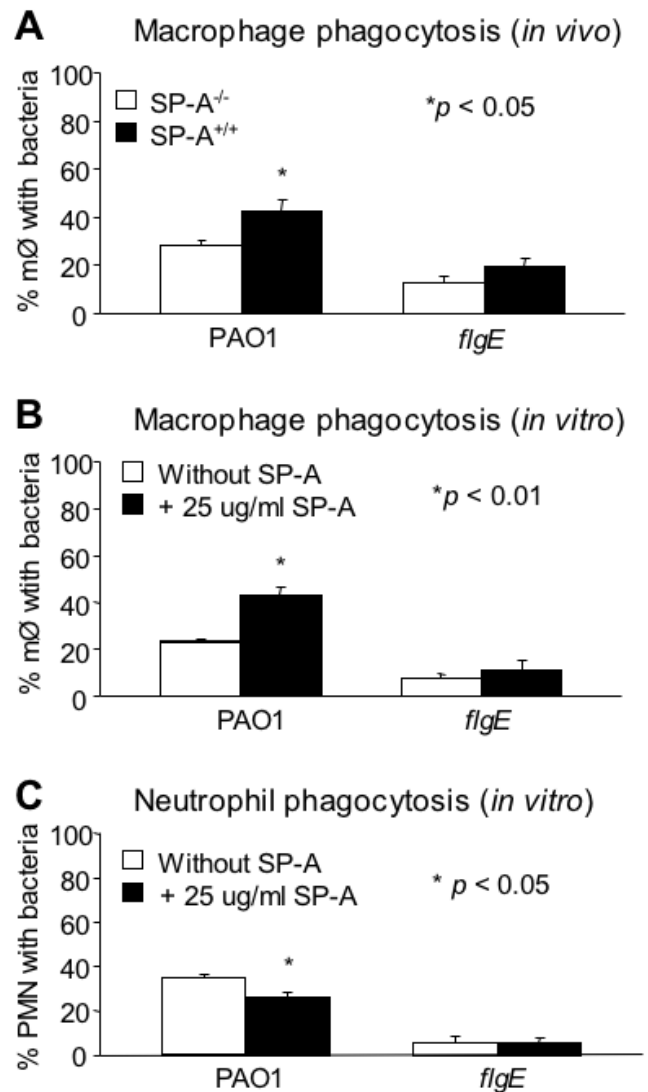 A Macrophage phagocytosis (in vivo)
100
80
60
40
20
0
% mØ wtith bacteria
SP-A-/-
SP-A+/+
*p < 0.05
*
PAO1 flgE
B Macrophage phagocytosis (in vitro)
100
80
60
40
20
0
% mØ wtith bacteria
Without SP-A
+ 25 ug/ml SP-A
*p < 0.01
*
PAO1 flgE
C Neutrophil phagocytosis (in vitro)
100
80
60
40
20
0
% PMN with bacteria
Without SP-A
+ 25 ug/ml SP-A
* p < 0.05
*
PAO1 flgE